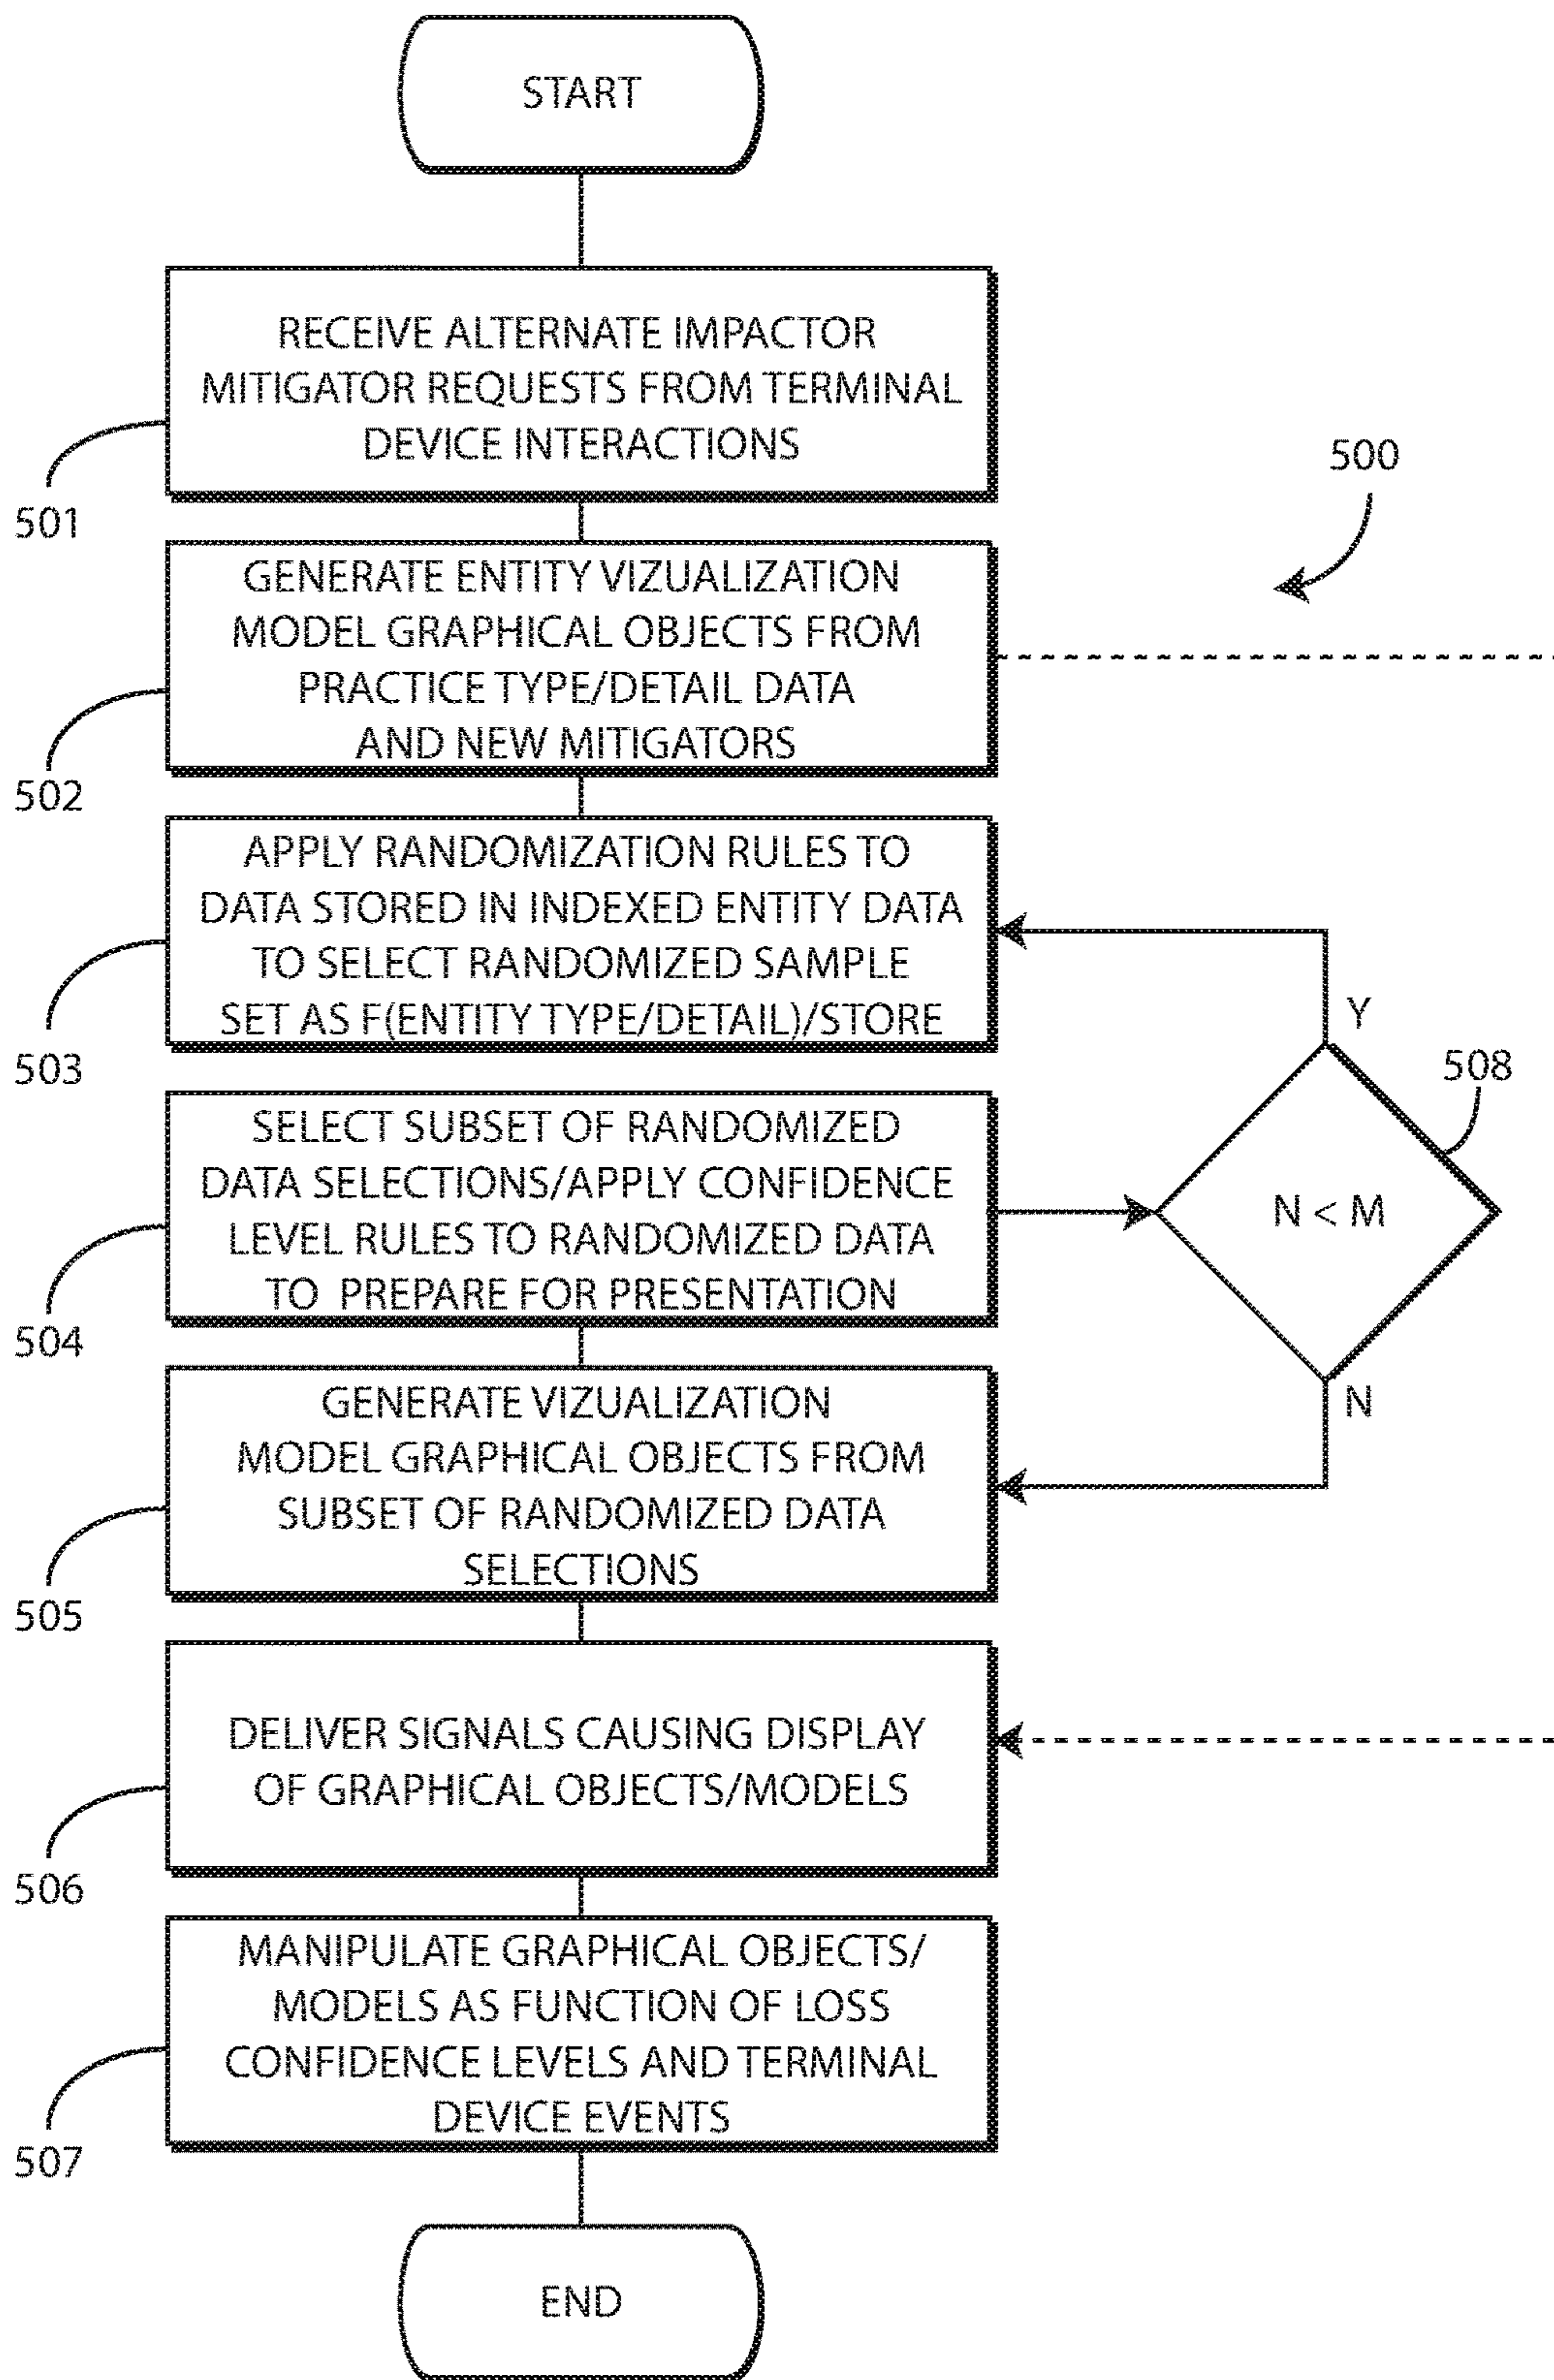 START
RECEIVE ALTERNATE IMPACTOR
MITIGATOR REQUESTS FROM TERMINAL
DEVICE INTERACTIONS
501
500
GENERATE ENTITY VIZUALIZATION
MODEL GRAPHICAL OBJECTS FROM
PRACTICE TYPE/DETAIL DATA
AND NEW MITIGATORS
502
APPLY RANDOMIZATION RULES TO
DATA STORED IN INDEXED ENTITY DATA
TO SELECT RANDOMIZED SAMPLE
SET AS F(ENTITY TYPE/DETAIL)/STORE
503
Y
508
N < M
N
SELECT SUBSET OF RANDOMIZED
DATA SELECTIONS/APPLY CONFIDENCE
LEVEL RULES TO RANDOMIZED DATA
TO PREPARE FOR PRESENTATION
504
GENERATE VIZUALIZATION
MODEL GRAPHICAL OBJECTS FROM
SUBSET OF RANDOMIZED DATA
SELECTIONS
505
DELIVER SIGNALS CAUSING DISPLAY
OF GRAPHICAL OBJECTS/MODELS
506
MANIPULATE GRAPHICAL OBJECTS/
MODELS AS FUNCTION OF LOSS
CONFIDENCE LEVELS AND TERMINAL
DEVICE EVENTS
507
END